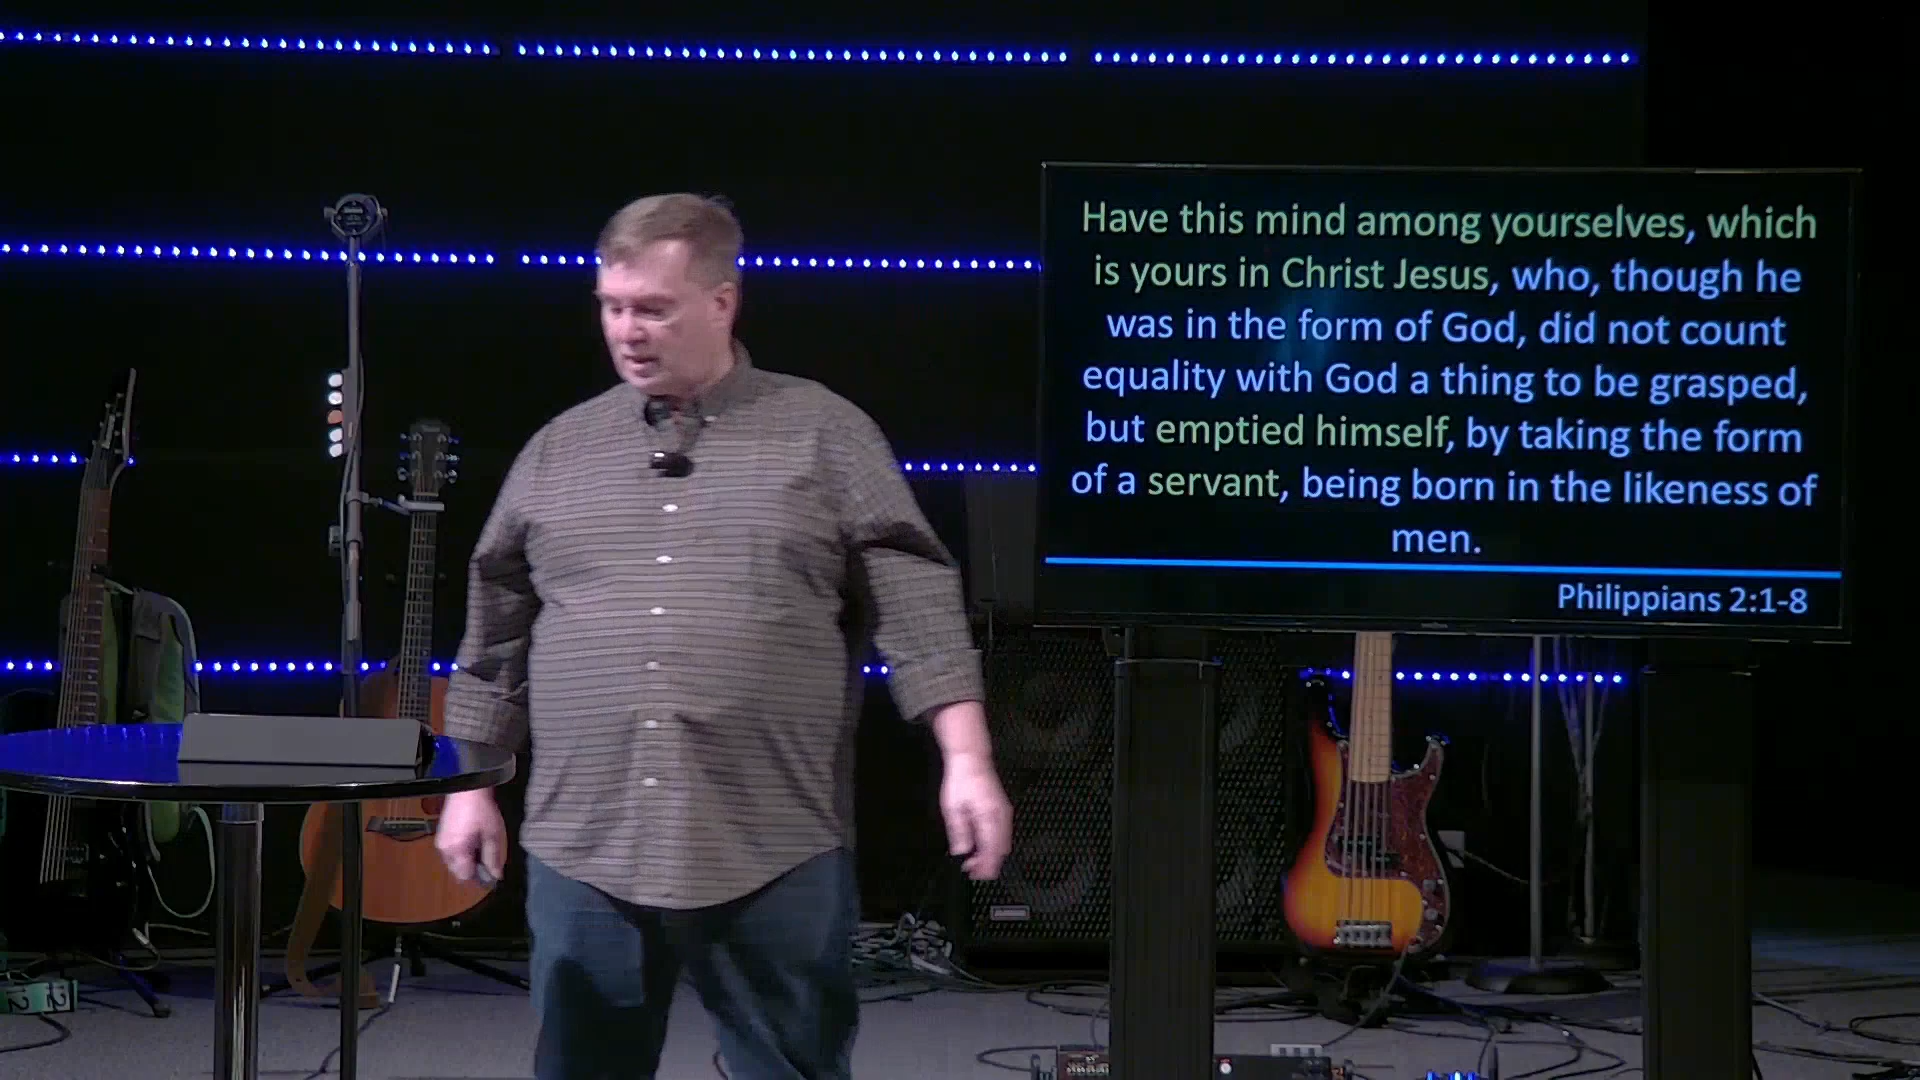 Have this mind among yourselves, which
is yours in Christ Jesus, who, though he
was in the form of God, did not count
equality with God a thing to be grasped,
but emptied himself, by taking the form
of a servant, being born in the likeness of
men.
Philippians 2:1-8
12
12